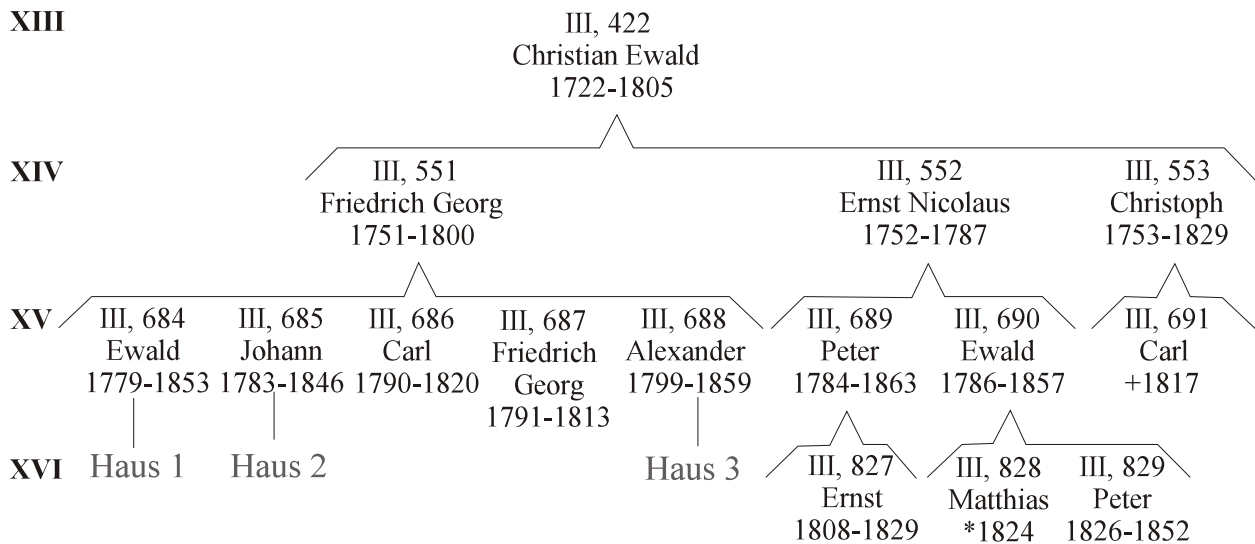 XIII
III, 422
Christian Ewald
1722-1805
XIV
III, 551
Friedrich Georg
1751-1800
III, 552
Ernst Nicolaus
1752-1787
III, 553
Christoph
1753-1829
XV
III, 684
Ewald
1779-1853
III, 685
Johann
1783-1846
III, 686
Carl
1790-1820
III, 687
Friedrich
Georg
1791-1813
III, 688
Alexander
1799-1859
III, 689
Peter
1784-1863
III, 690
Ewald
1786-1857
III, 691
Carl
+1817
XVI
Haus 1
Haus 2
Haus 3
III, 827
Ernst
1808-1829
III, 828
Matthias
*1824
III, 829
Peter
1826-1852